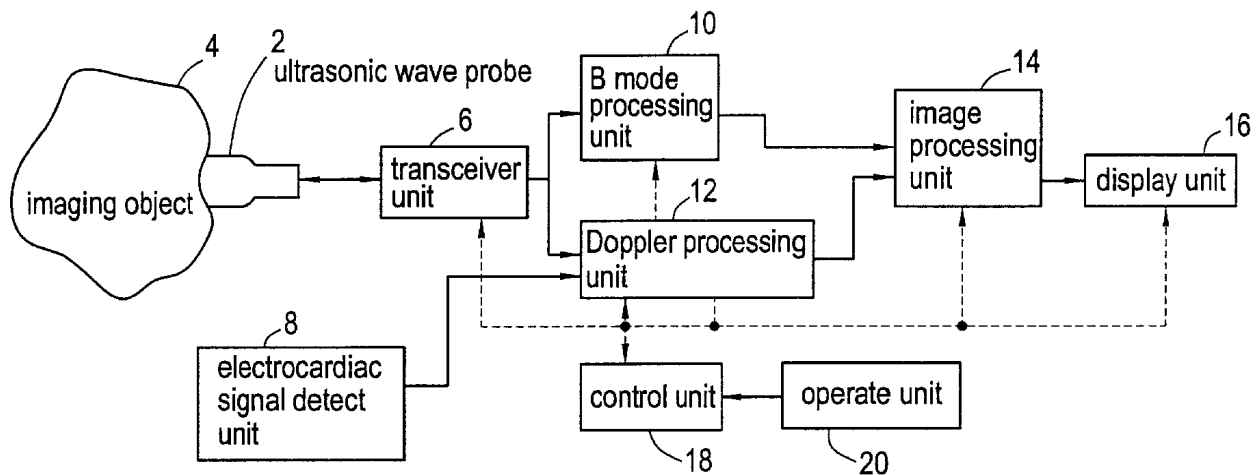 4
2
ultrasonic wave probe
imaging object
6
transceiver
unit
10
B mode
processing
unit
12
Doppler processing
unit
14
image
processing
unit
16
display unit
8
electrocardiac
signal detect
unit
control unit
18
operate unit
20